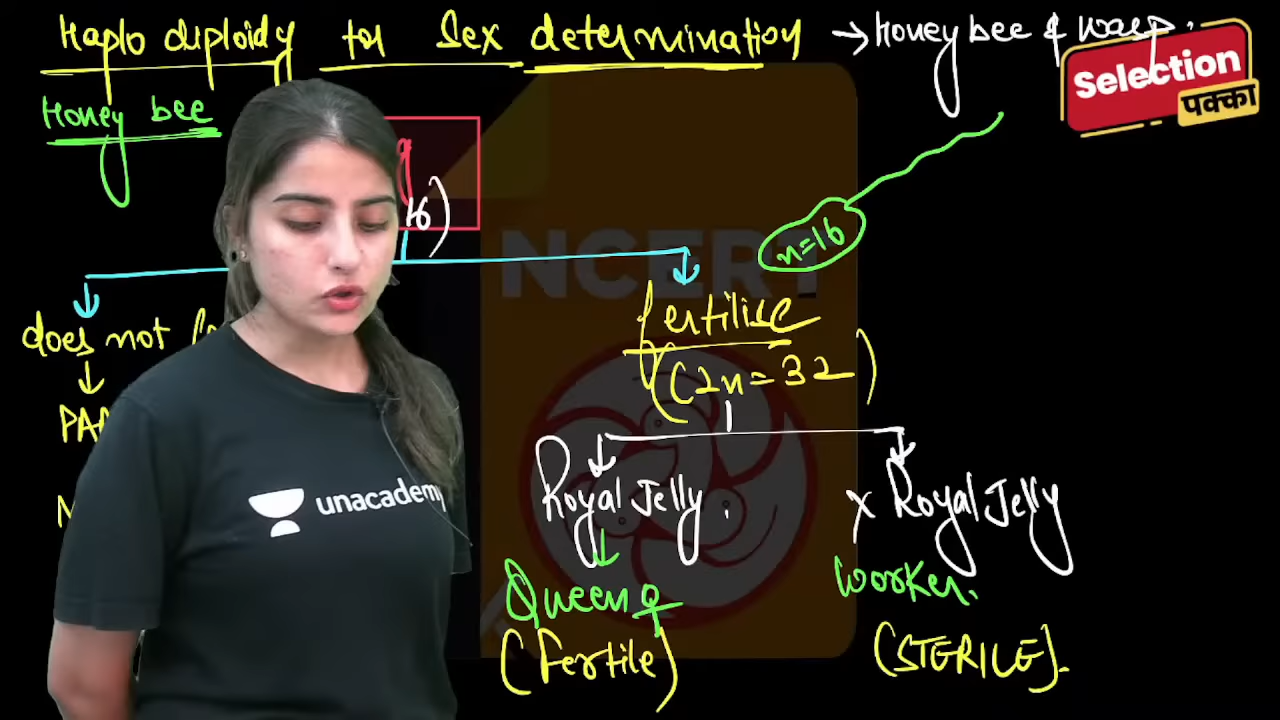 Haplo diploidy for Sex determination → Honey bee & wasp.
Selection
पक्का
Honey bee
16)
n=16
NCERT
does not
fertilise
(2n=32)
Royal Jelly.
x Royal Jelly
unacademy
Queen ♀
Worker.
(Fertile)
(STERILE).